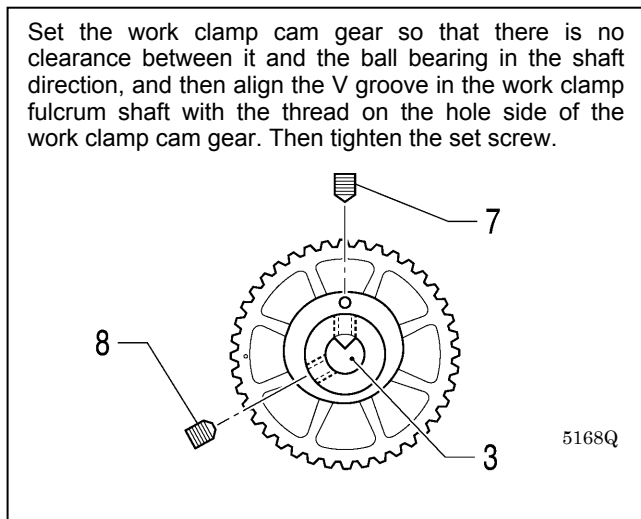 Set the work clamp cam gear so that there is no
clearance between it and the ball bearing in the shaft
direction, and then align the V groove in the work clamp
fulcrum shaft with the thread on the hole side of the
work clamp cam gear. Then tighten the set screw.
7
8
3
5168Q